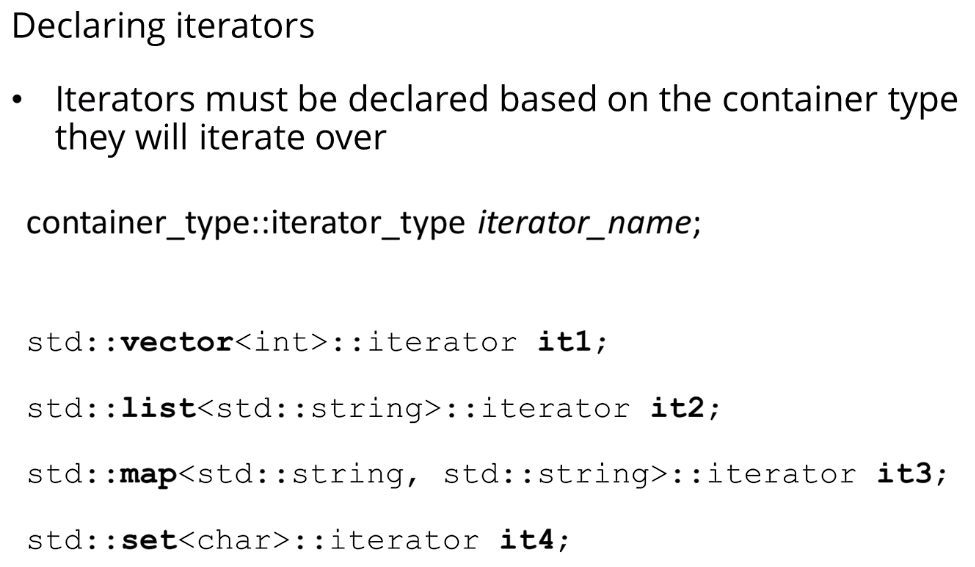 Declaring iterators
• Iterators must be declared based on the container type
they will iterate over
container_type::iterator_type iterator_name;
std::vector<int>::iterator it1;
std::list<std::string>::iterator it2;
std::map<std::string, std::string>::iterator it3;
std::set<char>::iterator it4;